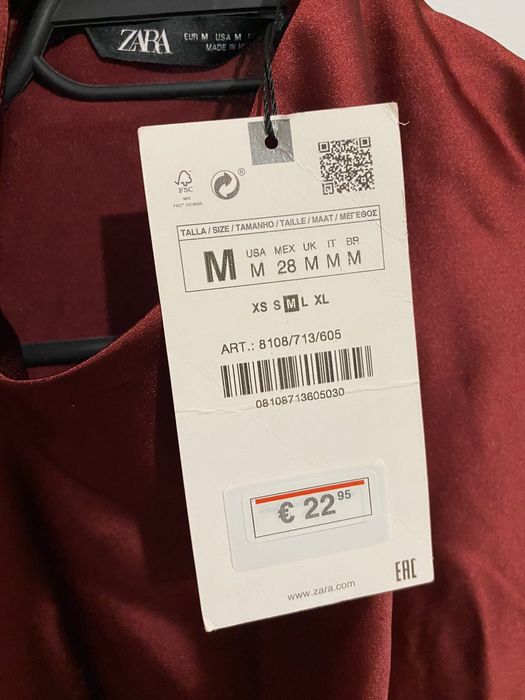 ZARA
EUR M USA M
MADE IN
FSC
MIX
®
TALLA / SIZE / TAMANHO / TAILLE / MAAT / ΜΕΓΕΘΟΣ
M
USA MEX UK IT BR
M 28 M M M
XS S M L XL
ART.: 8108/713/605
08108713605030
€ 22 95
www.zara.com
EAC